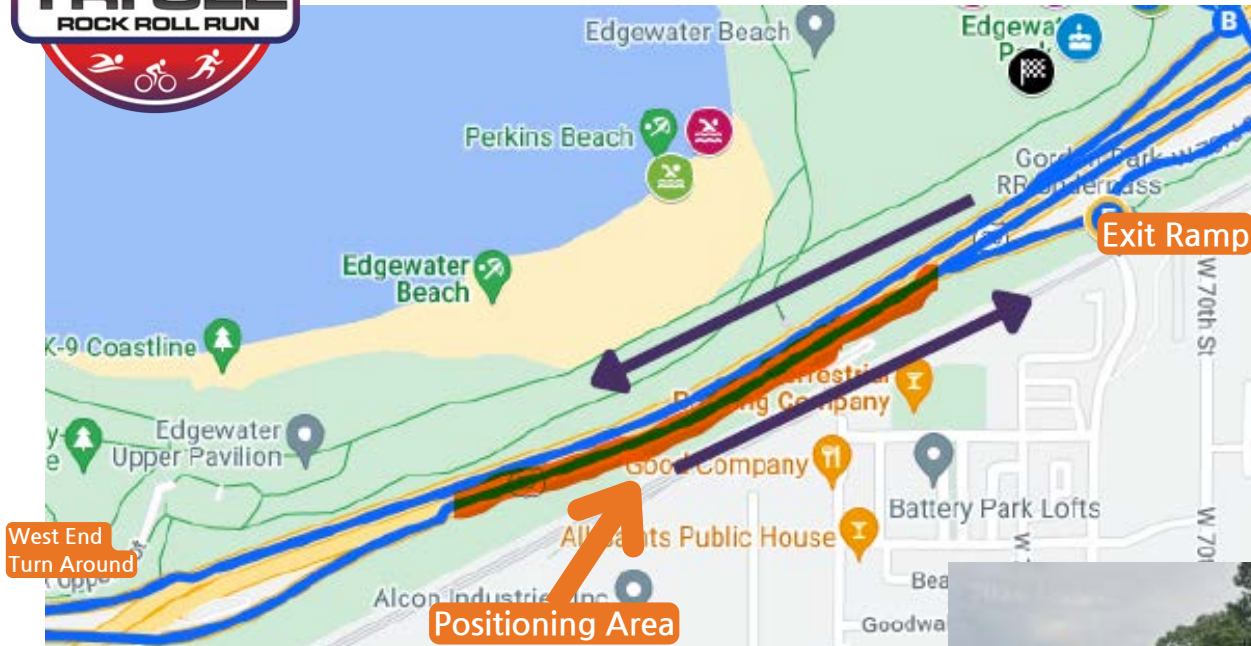 ROCK ROLL RUN
Edgewater Beach
Edgewater
Park
B
Perkins Beach
Gordon Park
RR Underpass
Exit Ramp
Edgewater
Beach
W 70th St
K-9 Coastline
Edgewater
Upper Pavilion
Company
Good Company
Battery Park Lofts
West End
Turn Around
All Saints Public House
W 70
W
Alcon Industries Inc
Bea
Positioning Area
Goodwa